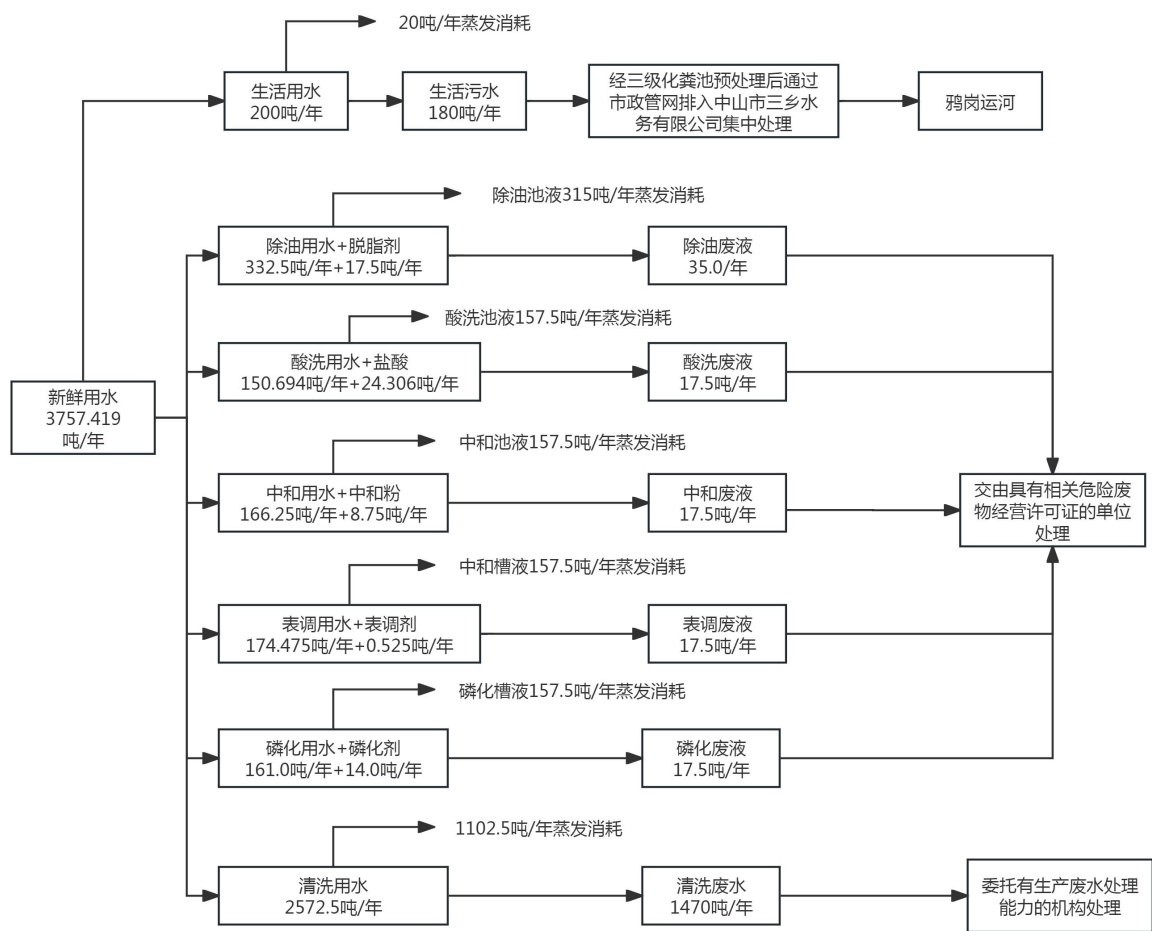 20吨/年蒸发消耗
生活用水
200吨/年
生活污水
180吨/年
经三级化粪池预处理后通过
市政管网排入中山市三乡水
务有限公司集中处理
鸦岗运河
除油池液315吨/年蒸发消耗
除油用水+脱脂剂
332.5吨/年+17.5吨/年
除油废液
35.0/年
酸洗池液157.5吨/年蒸发消耗
酸洗用水+盐酸
150.694吨/年+24.306吨/年
酸洗废液
17.5吨/年
新鲜用水
3757.419
吨/年
中和池液157.5吨/年蒸发消耗
中和用水+中和粉
166.25吨/年+8.75吨/年
中和废液
17.5吨/年
交由具有相关危险废
物经营许可证的单位
处理
中和槽液157.5吨/年蒸发消耗
表调用水+表调剂
174.475吨/年+0.525吨/年
表调废液
17.5吨/年
磷化槽液157.5吨/年蒸发消耗
磷化用水+磷化剂
161.0吨/年+14.0吨/年
磷化废液
17.5吨/年
1102.5吨/年蒸发消耗
清洗用水
2572.5吨/年
清洗废水
1470吨/年
委托有生产废水处理
能力的机构处理